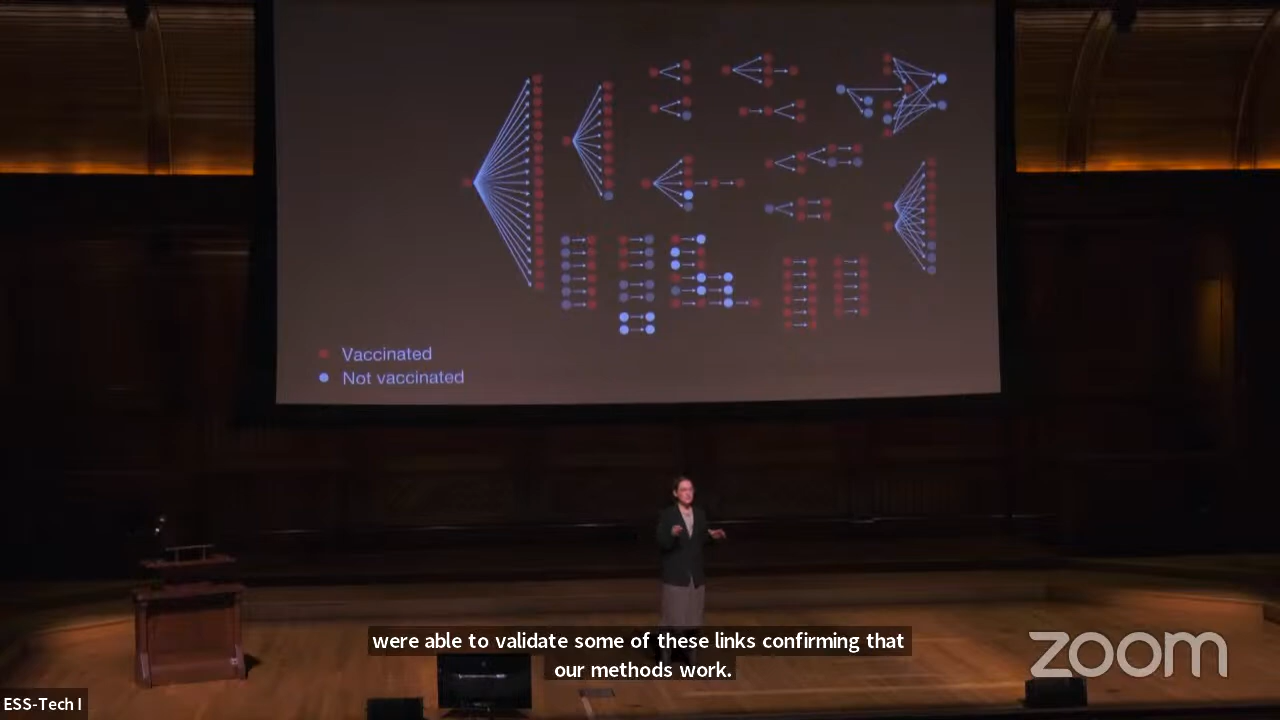 Vaccinated
Not vaccinated
were able to validate some of these links confirming that
our methods work.
zoom
ESS-Tech I